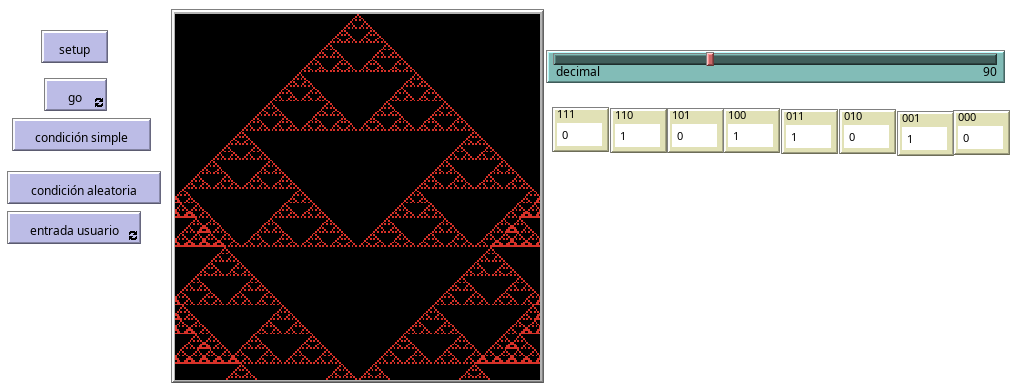 setup
go
condición simple
condición aleatoria
entrada usuario
decimal 90
111 110 101 100 011 010 001 000
0 1 0 1 1 0 1 0